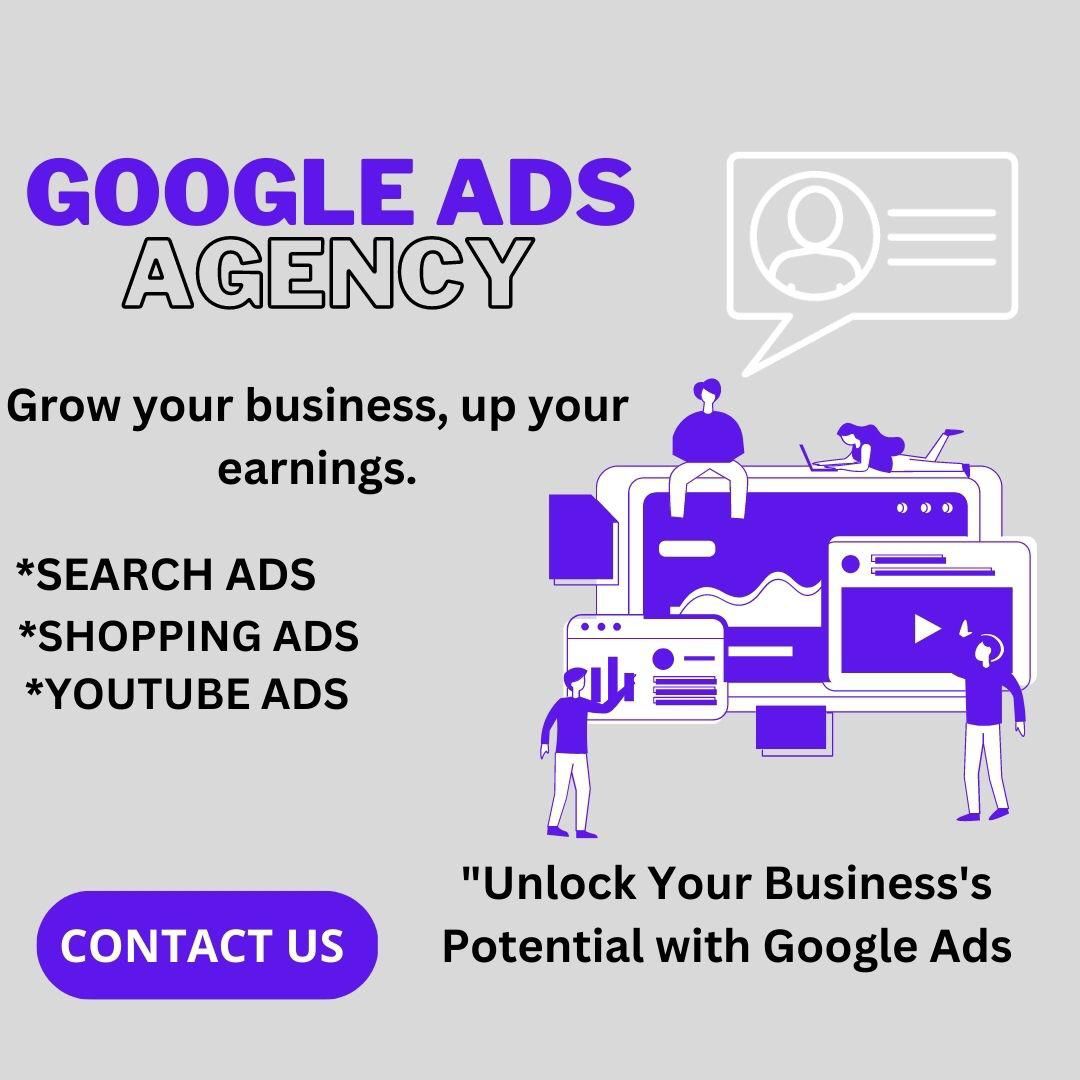 GOOGLE ADS
AGENCY
Grow your business, up your
earnings.
*SEARCH ADS
*SHOPPING ADS
*YOUTUBE ADS
"Unlock Your Business's
Potential with Google Ads
CONTACT US